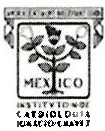 MEXICO
INSTITUTO N DE
CARDIOLOGIA
IGNACIO CHAVEZ